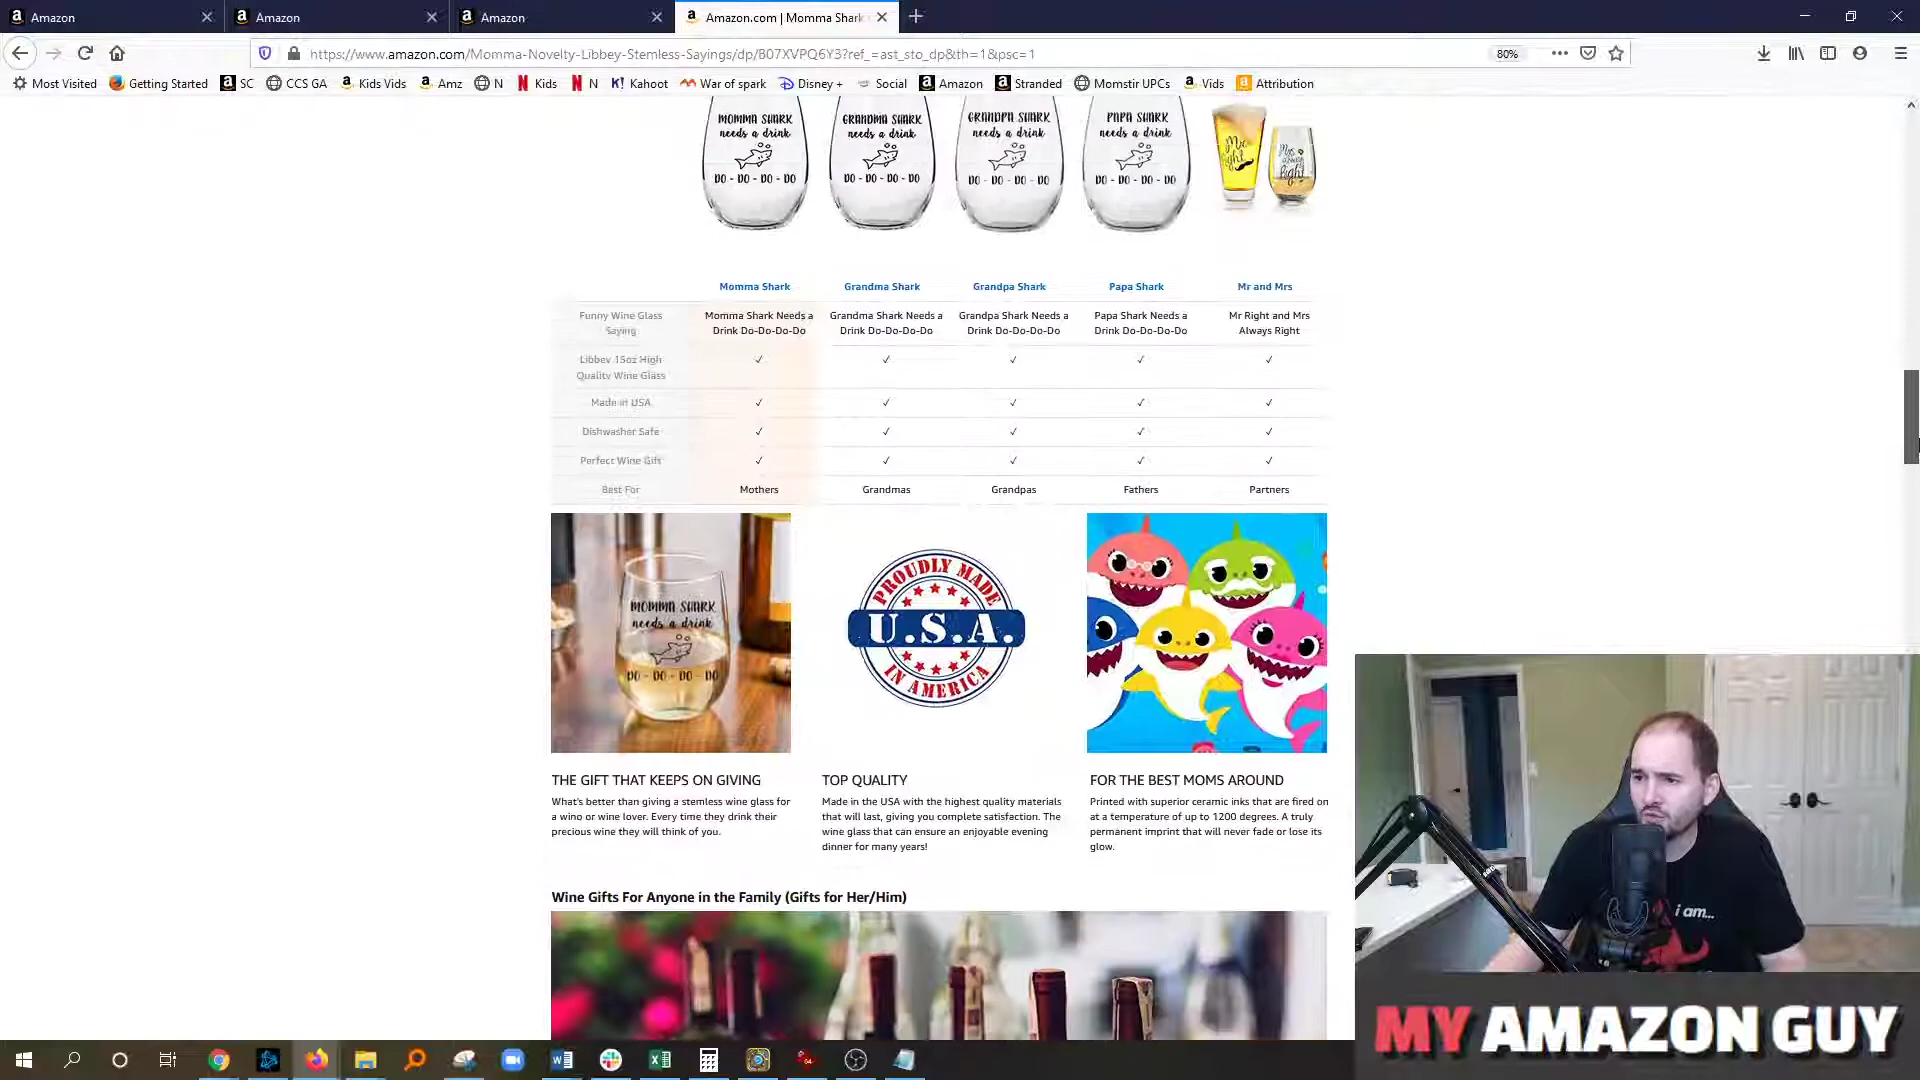 Amazon
Amazon
Amazon
Amazon.com | Momma Shark
https://www.amazon.com/Momma-Novelty-Libbey-Stemless-Sayings/dp/B07XVPQ6Y3?ref_=ast_sto_dp&th=1&psc=1
80%
Most Visited
Getting Started
SC
CCS GA
Kids Vids
Amz
N
Kids
N
Kahoot
War of spark
Disney +
Social
Amazon
Stranded
Momstir UPCs
Vids
Attribution
MOMMA SHARK
needs a drink
DO - DO - DO - DO
GRANDMA SHARK
needs a drink
DO - DO - DO - DO
GRANDPA SHARK
needs a drink
DO - DO - DO - DO
PAPA SHARK
needs a drink
DO - DO - DO - DO
Momma Shark
Grandma Shark
Grandpa Shark
Papa Shark
Mr and Mrs
Funny Wine Glass
Saying
Momma Shark Needs a
Drink Do-Do-Do-Do
Grandma Shark Needs a
Drink Do-Do-Do-Do
Grandpa Shark Needs a
Drink Do-Do-Do-Do
Papa Shark Needs a
Drink Do-Do-Do-Do
Mr Right and Mrs
Always Right
Libbey 15oz High
Quality Wine Glass
✓ ✓ ✓ ✓ ✓
Made in USA
✓ ✓ ✓ ✓ ✓
Dishwasher Safe
✓ ✓ ✓ ✓ ✓
Perfect Wine Gift
✓ ✓ ✓ ✓ ✓
Best For
Mothers
Grandmas
Grandpas
Fathers
Partners
MOMMA SHARK
needs a drink
DO - DO - DO - DO
PROUDLY MADE
U.S.A.
IN AMERICA
THE GIFT THAT KEEPS ON GIVING
What's better than giving a stemless wine glass for
a wino or wine lover. Every time they drink their
precious wine they will think of you.
TOP QUALITY
Made in the USA with the highest quality materials
that will last, giving you complete satisfaction. The
wine glass that can ensure an enjoyable evening
dinner for many years!
FOR THE BEST MOMS AROUND
Printed with superior ceramic inks that are fired on
at a temperature of up to 1200 degrees. A truly
permanent imprint that will never fade or lose its
glow.
Wine Gifts For Anyone in the Family (Gifts for Her/Him)
i am...
MY AMAZON GUY